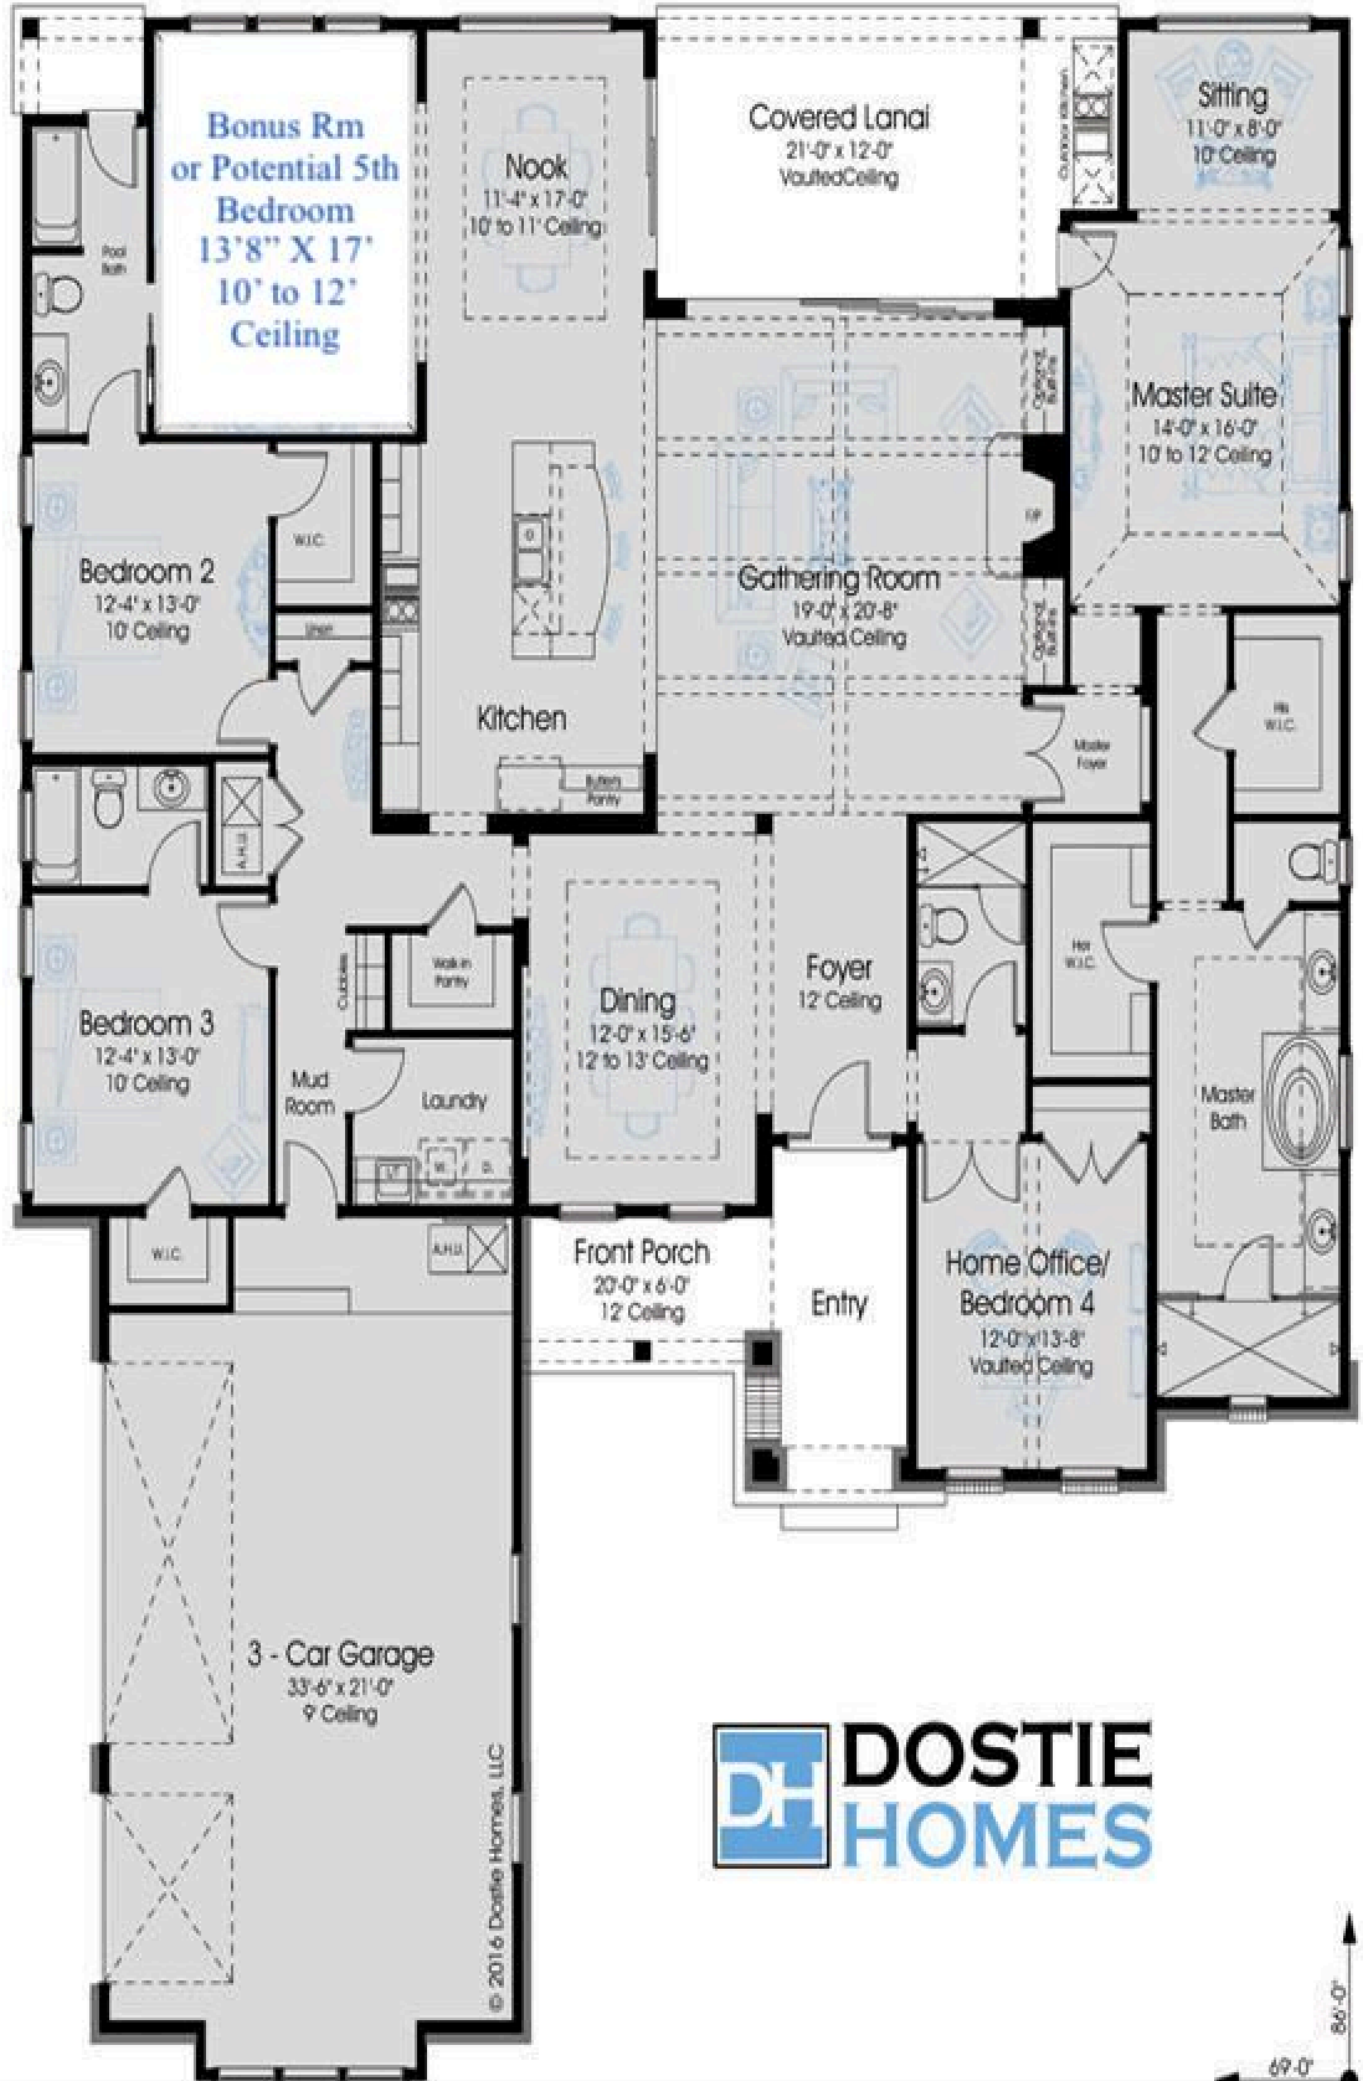 Bonus Rm
or Potential 5th
Bedroom
13’8” X 17’
10’ to 12’
Ceiling
Nook
11'-4" x 17'-0"
10' to 11' Ceiling
Covered Lanai
21'-0" x 12'-0"
VaultedCeiling
Outdoor Kitchen
Sitting
11'-0" x 8'-0"
10' Ceiling
Pool
Bath
Master Suite
14'-0" x 16'-0"
10' to 12' Ceiling
Optional
Built-Ins
F/P
Optional
Built-Ins
Gathering Room
19'-0" x 20'-8"
Vaulted Ceiling
Bedroom 2
12'-4" x 13'-0"
10' Ceiling
W.I.C.
Linen
Kitchen
Butlers
Pantry
Master
Foyer
His
W.I.C.
A.H.U.
Bedroom 3
12'-4" x 13'-0"
10' Ceiling
Cubbies
Walk-in
Pantry
Dining
12'-0" x 15'-6"
12' to 13' Ceiling
Foyer
12' Ceiling
Her
W.I.C.
Master
Bath
Mud
Room
Laundry
LT
W.
D.
W.I.C.
A.H.U.
Front Porch
20'-0" x 6'-0"
12' Ceiling
Entry
Home Office/
Bedroom 4
12'-0" x 13'-8"
Vaulted Ceiling
3 - Car Garage
33'-6" x 21'-0"
9' Ceiling
© 2016 Dostie Homes, LLC
DH
DOSTIE
HOMES
86'-0"
69'-0"